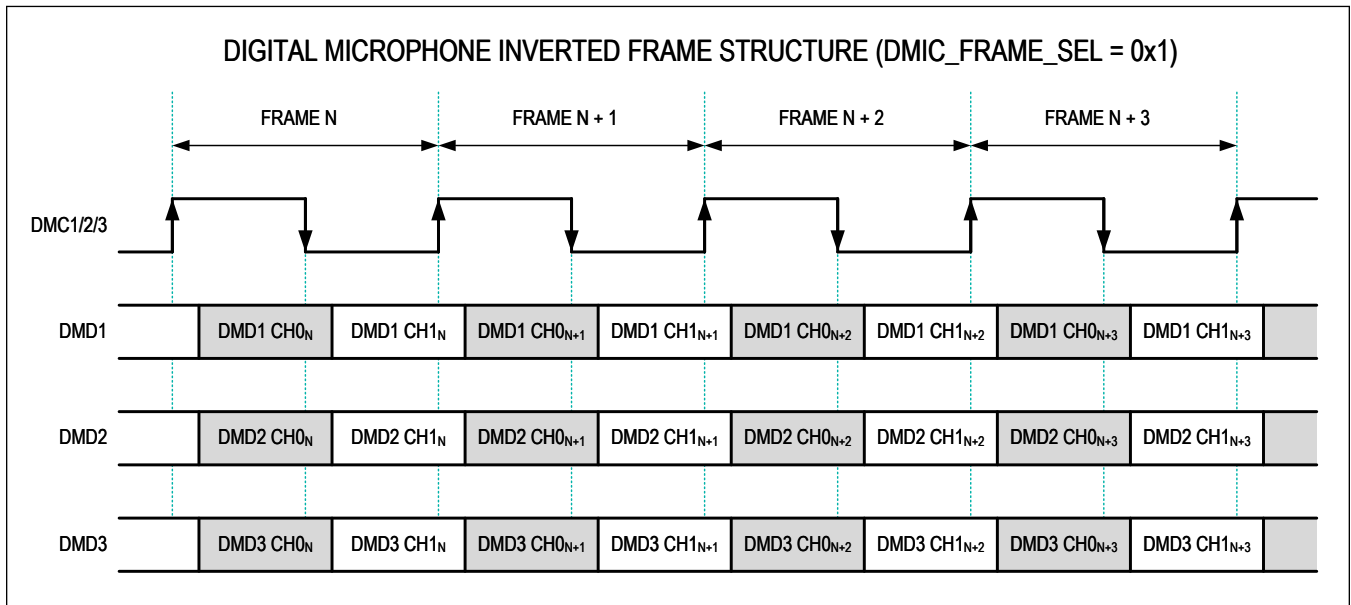 DIGITAL MICROPHONE INVERTED FRAME STRUCTURE (DMIC_FRAME_SEL = 0x1)
FRAME N FRAME N + 1 FRAME N + 2 FRAME N + 3
DMC1/2/3
DMD1 DMD1 CH0N DMD1 CH1N DMD1 CH0N+1 DMD1 CH1N+1 DMD1 CH0N+2 DMD1 CH1N+2 DMD1 CH0N+3 DMD1 CH1N+3
DMD2 DMD2 CH0N DMD2 CH1N DMD2 CH0N+1 DMD2 CH1N+1 DMD2 CH0N+2 DMD2 CH1N+2 DMD2 CH0N+3 DMD2 CH1N+3
DMD3 DMD3 CH0N DMD3 CH1N DMD3 CH0N+1 DMD3 CH1N+1 DMD3 CH0N+2 DMD3 CH1N+2 DMD3 CH0N+3 DMD3 CH1N+3